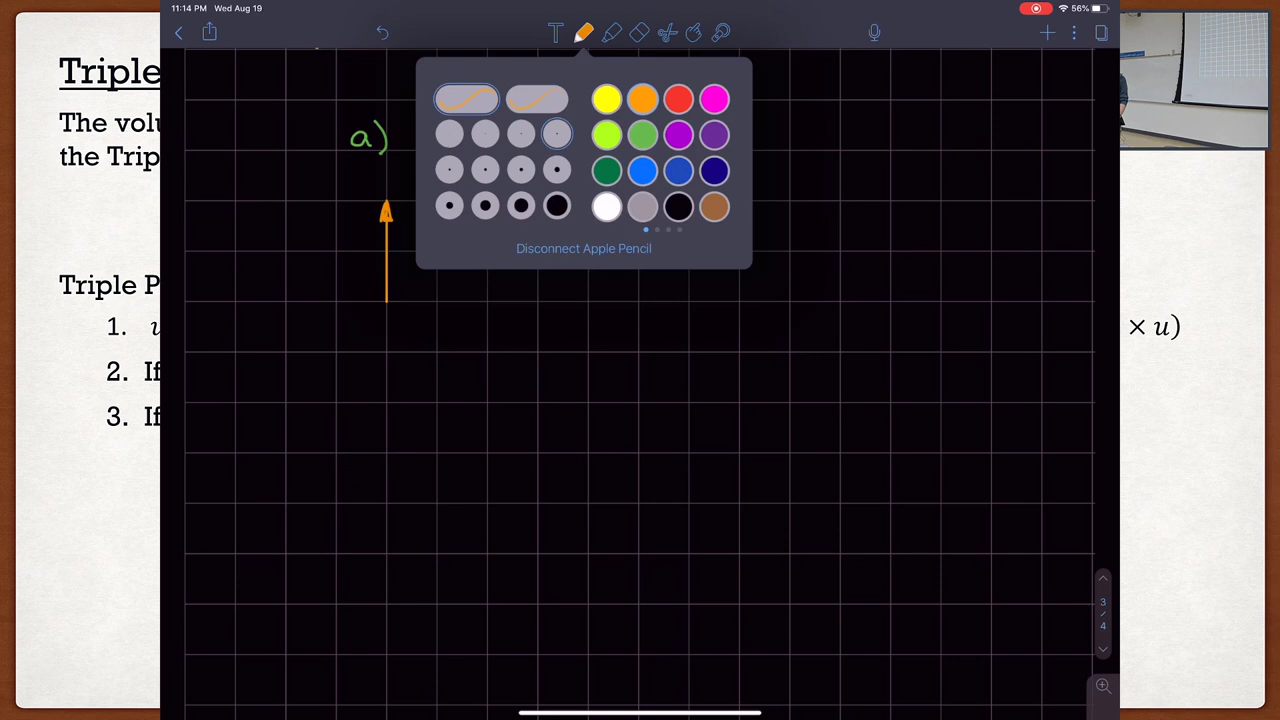 11:14 PM Wed Aug 19
56%
T
Triple
The vol
the Trip
a)
Disconnect Apple Pencil
Triple P
1. u
× u)
2. If
3. If
3
/
4